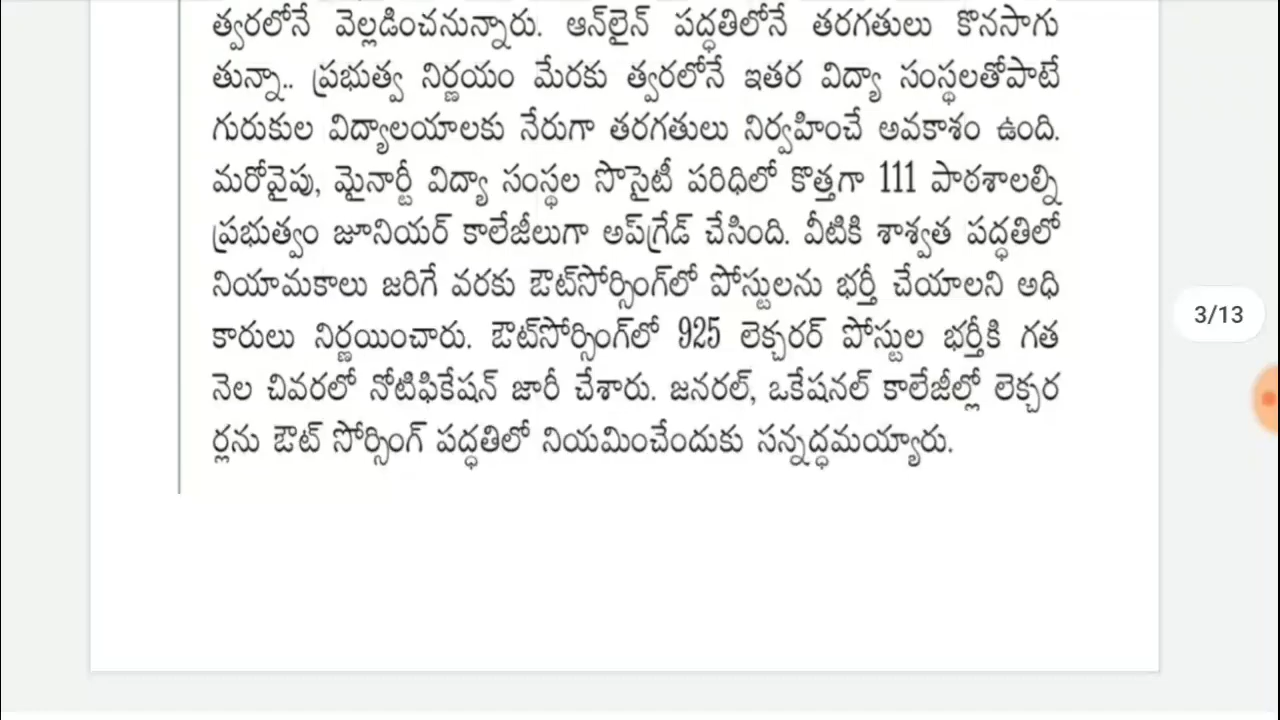 త్వరలోనే వెల్లడించనున్నారు. ఆన్‌లైన్ పద్ధతిలోనే తరగతులు కొనసాగు
తున్నా.. ప్రభుత్వ నిర్ణయం మేరకు త్వరలోనే ఇతర విద్యా సంస్థలతోపాటే
గురుకుల విద్యాలయాలకు నేరుగా తరగతులు నిర్వహించే అవకాశం ఉంది.
మరోవైపు, మైనార్టీ విద్యా సంస్థల సొసైటీ పరిధిలో కొత్తగా 111 పాఠశాలల్ని
ప్రభుత్వం జూనియర్ కాలేజీలుగా అప్‌గ్రేడ్ చేసింది. వీటికి శాశ్వత పద్ధతిలో
నియామకాలు జరిగే వరకు ఔట్‌సోర్సింగ్‌లో పోస్టులను భర్తీ చేయాలని అధి
కారులు నిర్ణయించారు. ఔట్‌సోర్సింగ్‌లో 925 లెక్చరర్ పోస్టుల భర్తీకి గత
నెల చివరలో నోటిఫికేషన్ జారీ చేశారు. జనరల్, ఒకేషనల్ కాలేజీల్లో లెక్చర
ర్లను ఔట్ సోర్సింగ్ పద్ధతిలో నియమించేందుకు సన్నద్ధమయ్యారు.
3/13